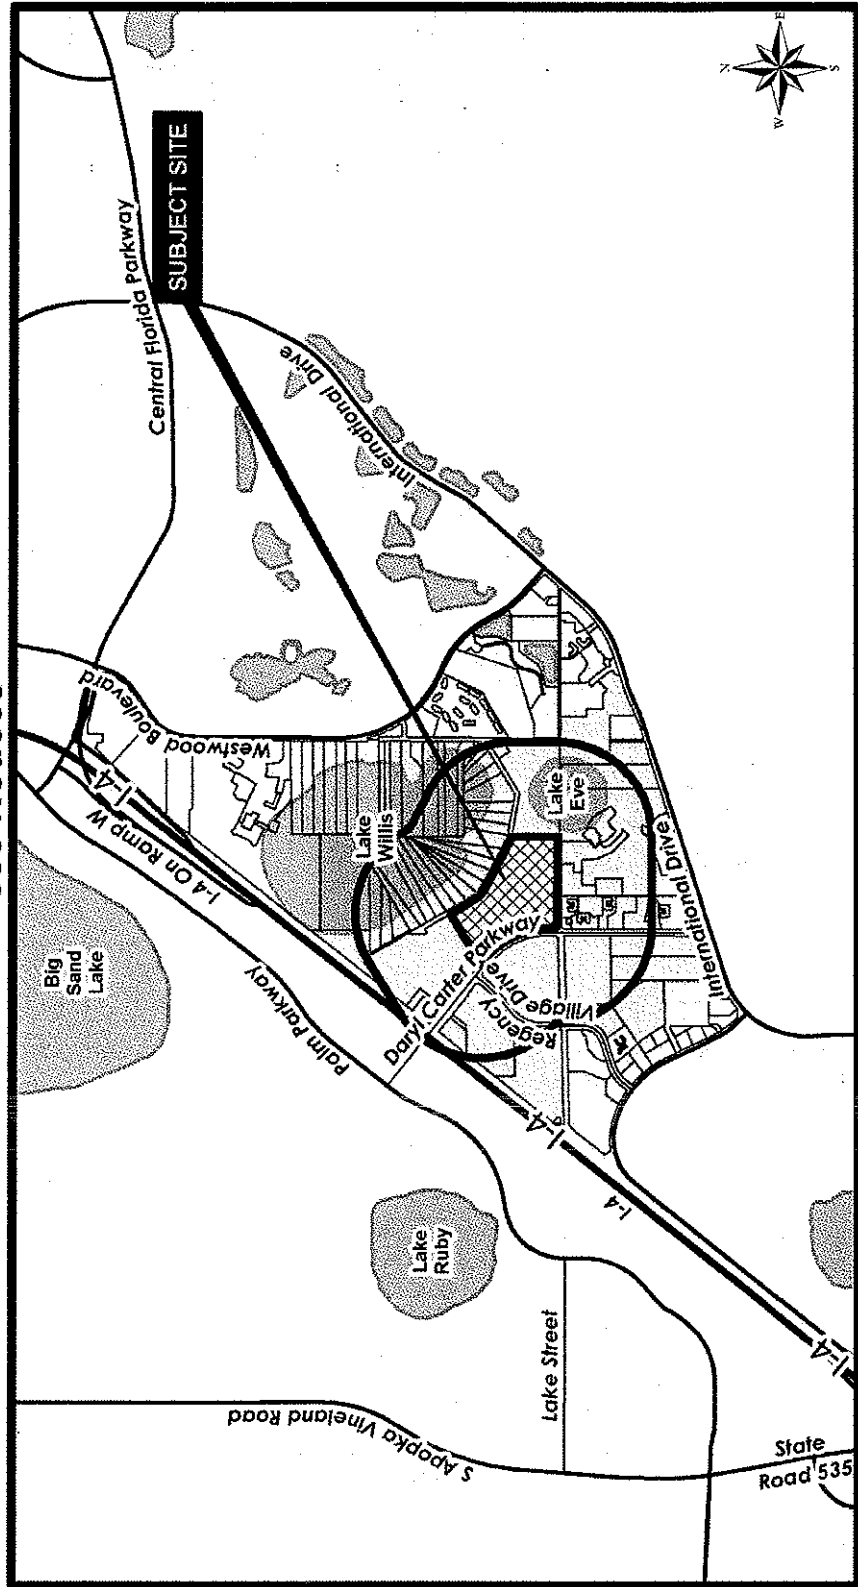 Central Florida Parkway
SUBJECT SITE
International Drive
Westwood Boulevard
I-4
I-4 On Ramp W
Big
Sand
Lake
Palm Parkway
Lake
Willis
Lake
Eve
Daryl Carter Parkway
Regency
Village Drive
International Drive
I-4
I-4
I-4
Lake
Ruby
Lake Street
S Apopka Vineland Road
State
Road 535
N
E
S
W